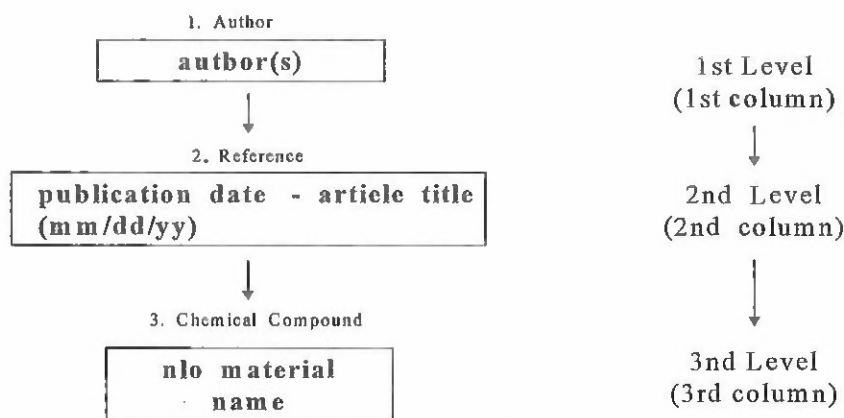 1. Author
autbor(s)
2. Reference
publication date - article title
(mm/dd/yy)
3. Chemical Compound
nlo material
name
1st Level
(1st column)
2nd Level
(2nd column)
3nd Level
(3rd column)